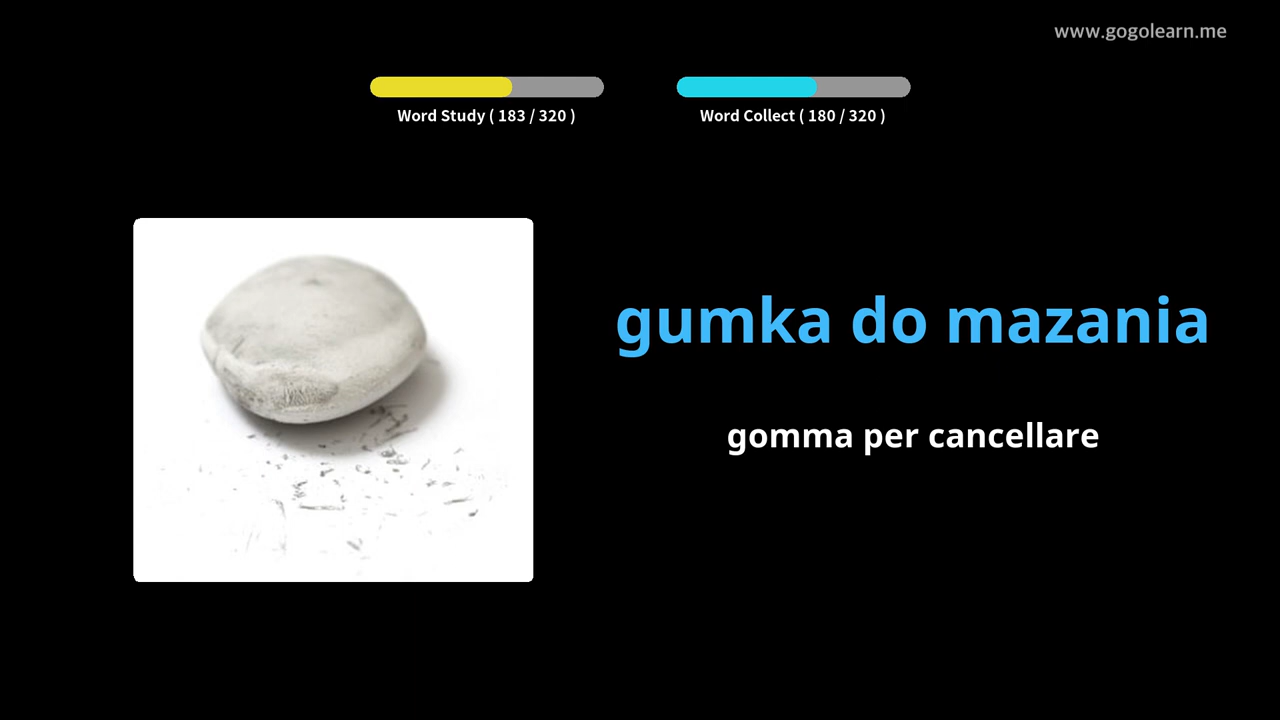 www.gogolearn.me
Word Study ( 183 / 320 )
Word Collect ( 180 / 320 )
gumka do mazania
gomma per cancellare